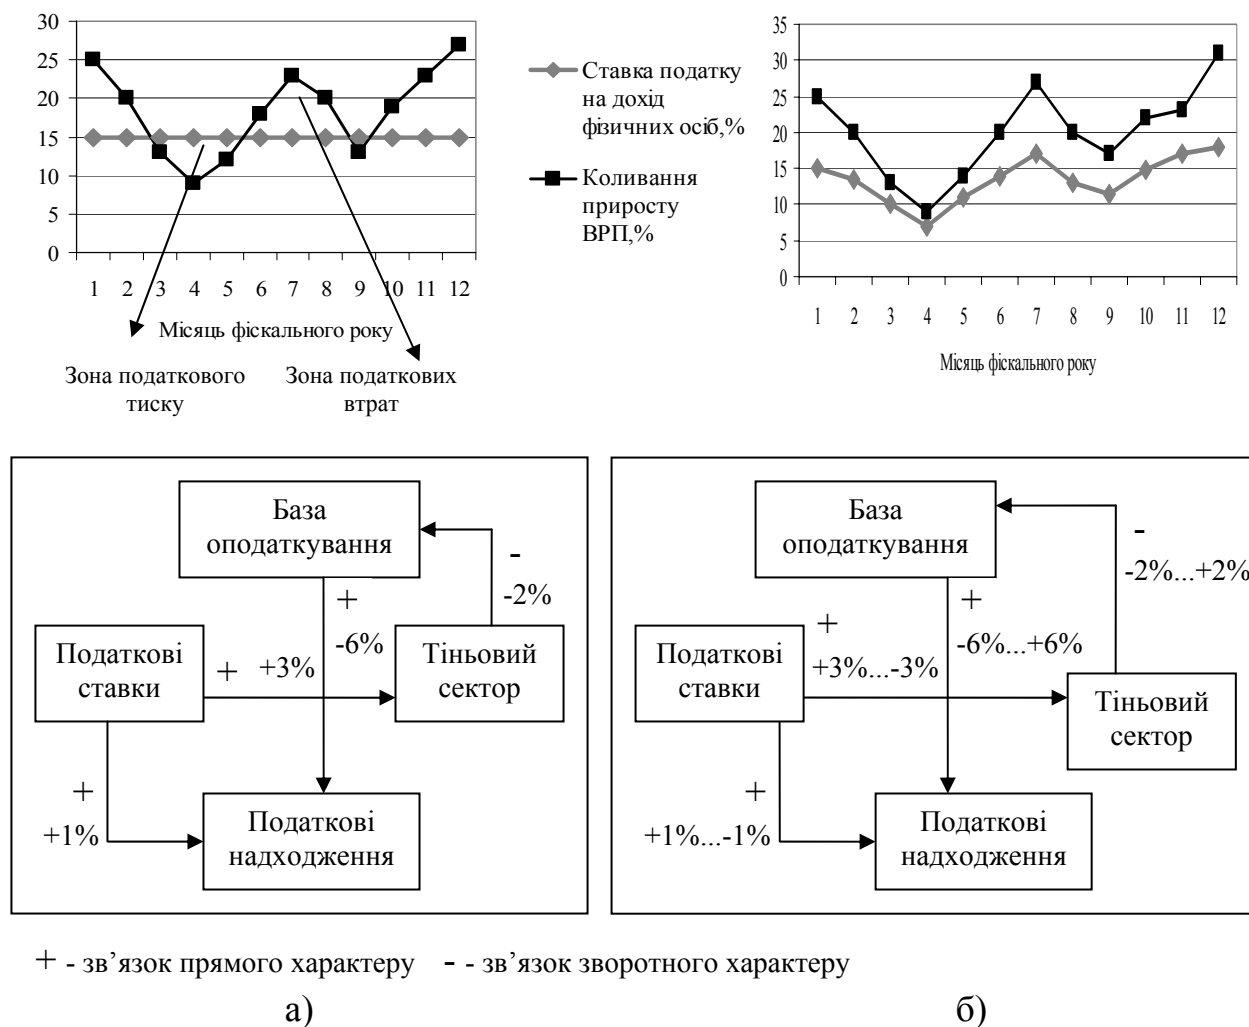 30
25
20
15
10
5
0
1 2 3 4 5 6 7 8 9 10 11 12
Місяць фіскального року
Зона податкового
тиску
Зона податкових
втрат
Ставка податку
на дохід
фізичних осіб,%
Коливання
приросту
ВРП,%
35
30
25
20
15
10
5
0
1 2 3 4 5 6 7 8 9 10 11 12
Місяць фіскального року
База
оподаткування
-
-2%
+
-6%
Податкові
ставки
+ +3%
Тіньовий
сектор
+
+1%
Податкові
надходження
База
оподаткування
-
-2%...+2%
+
-6%...+6%
+
+3%...-3%
Податкові
ставки
Тіньовий
сектор
+
+1%...-1%
Податкові
надходження
+ - зв’язок прямого характеру - - зв’язок зворотного характеру
а) б)